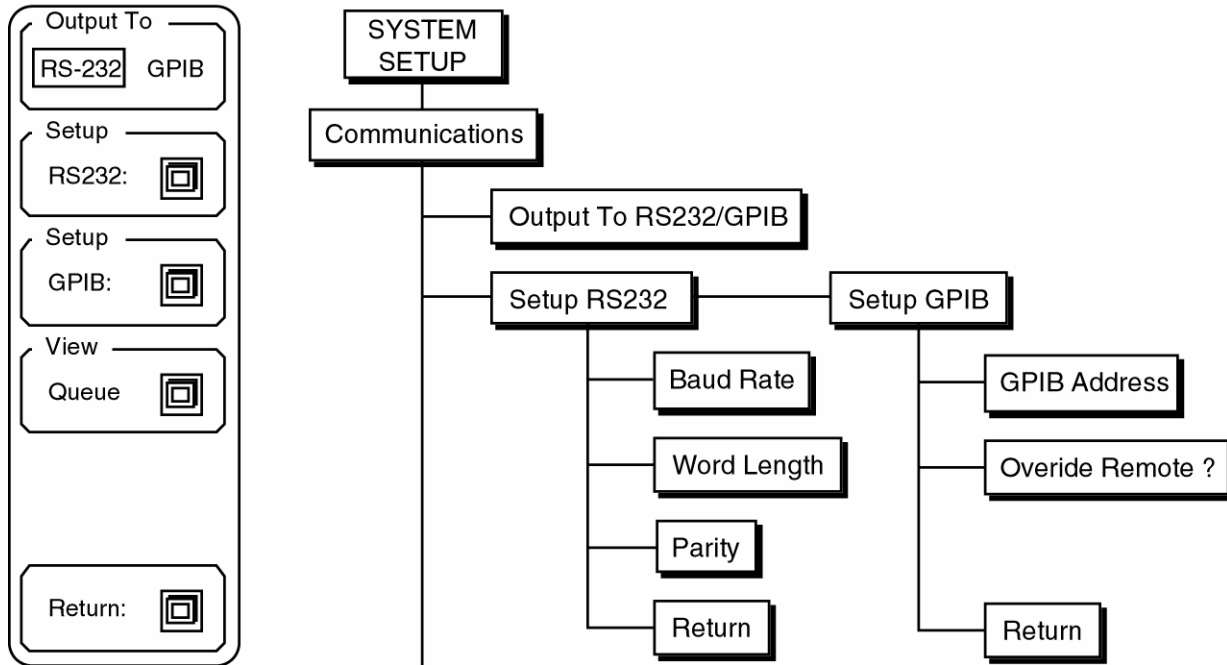 Output To
RS-232 GPIB
Setup
RS232:
Setup
GPIB:
View
Queue
Return:
SYSTEM
SETUP
Communications
Output To RS232/GPIB
Setup RS232
Setup GPIB
Baud Rate
Word Length
Parity
Return
GPIB Address
Overide Remote ?
Return